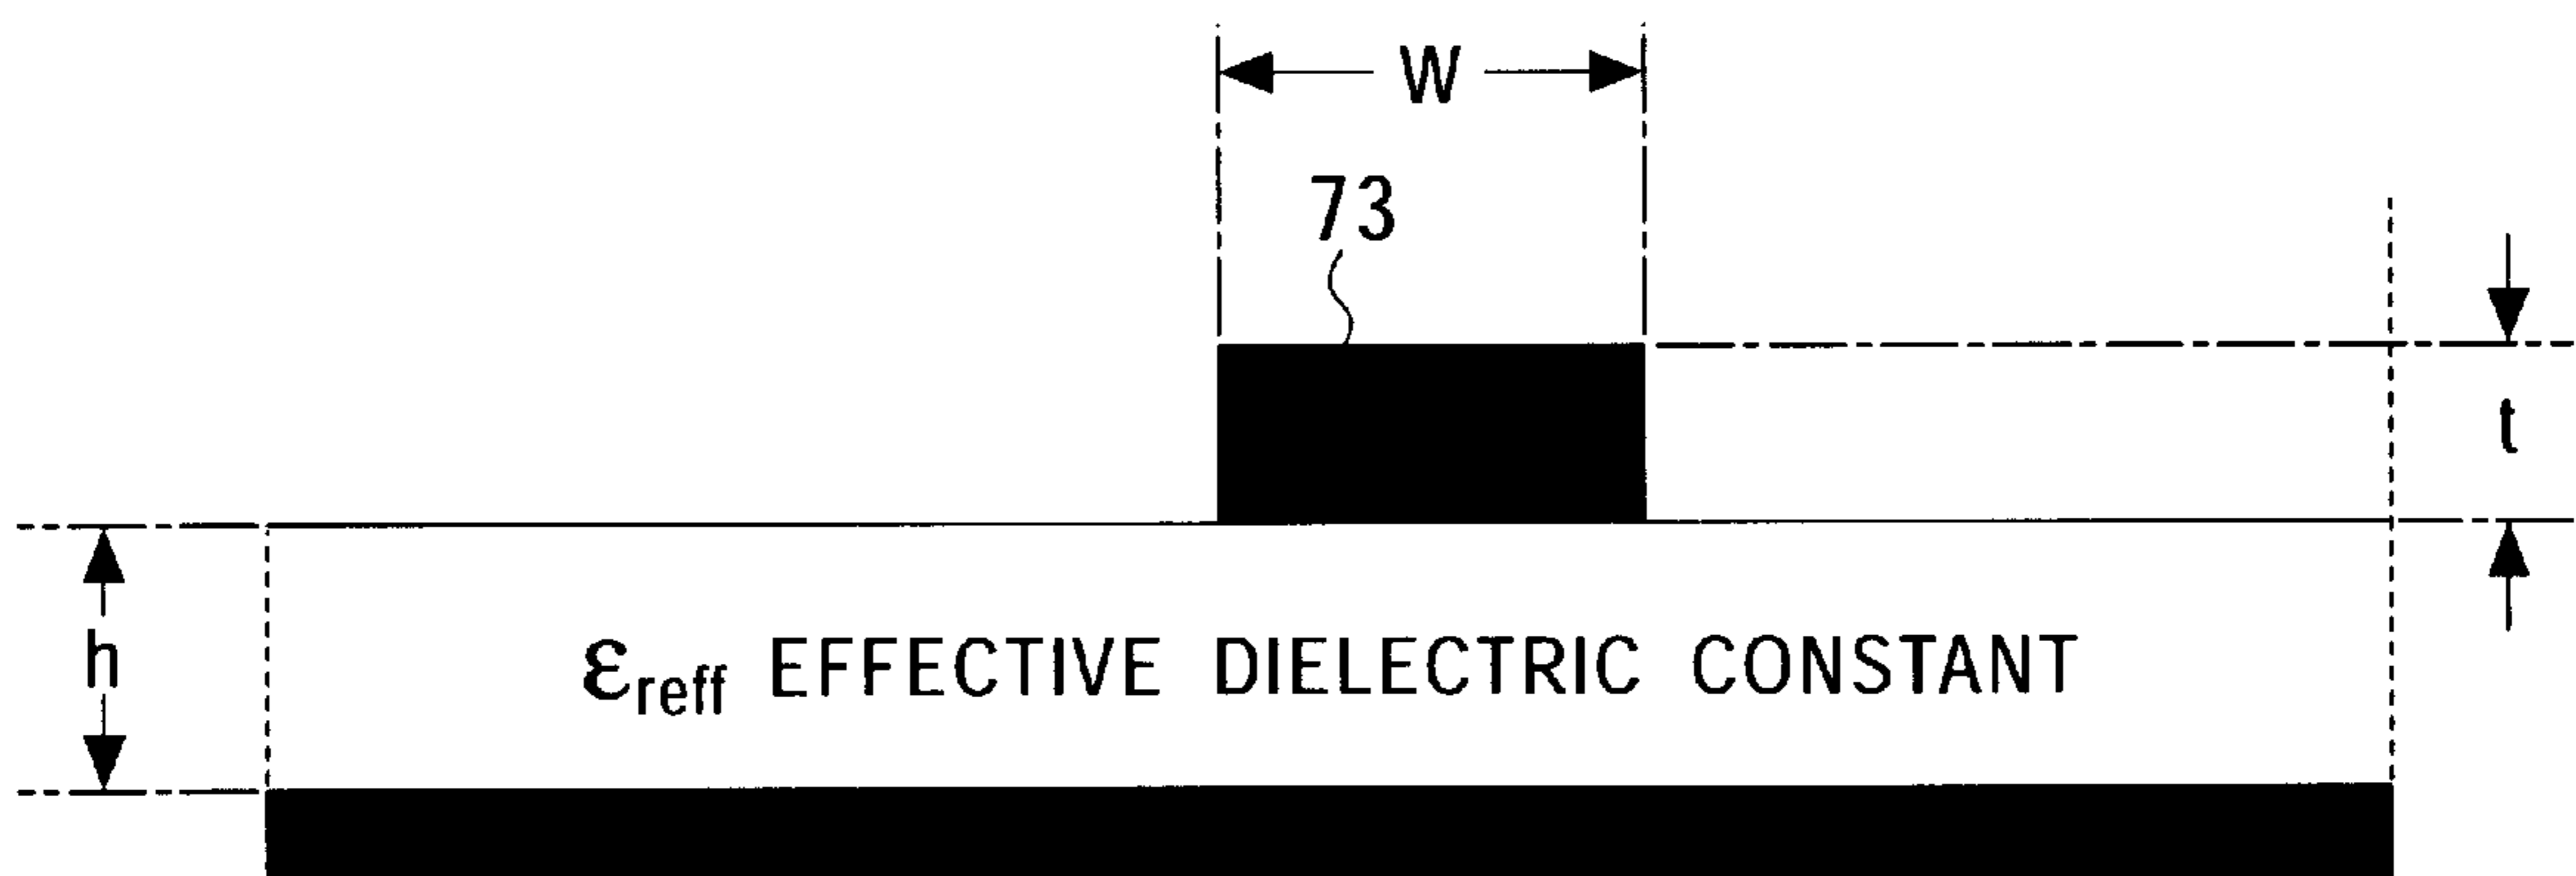 W
73
t
h
εreff EFFECTIVE DIELECTRIC CONSTANT